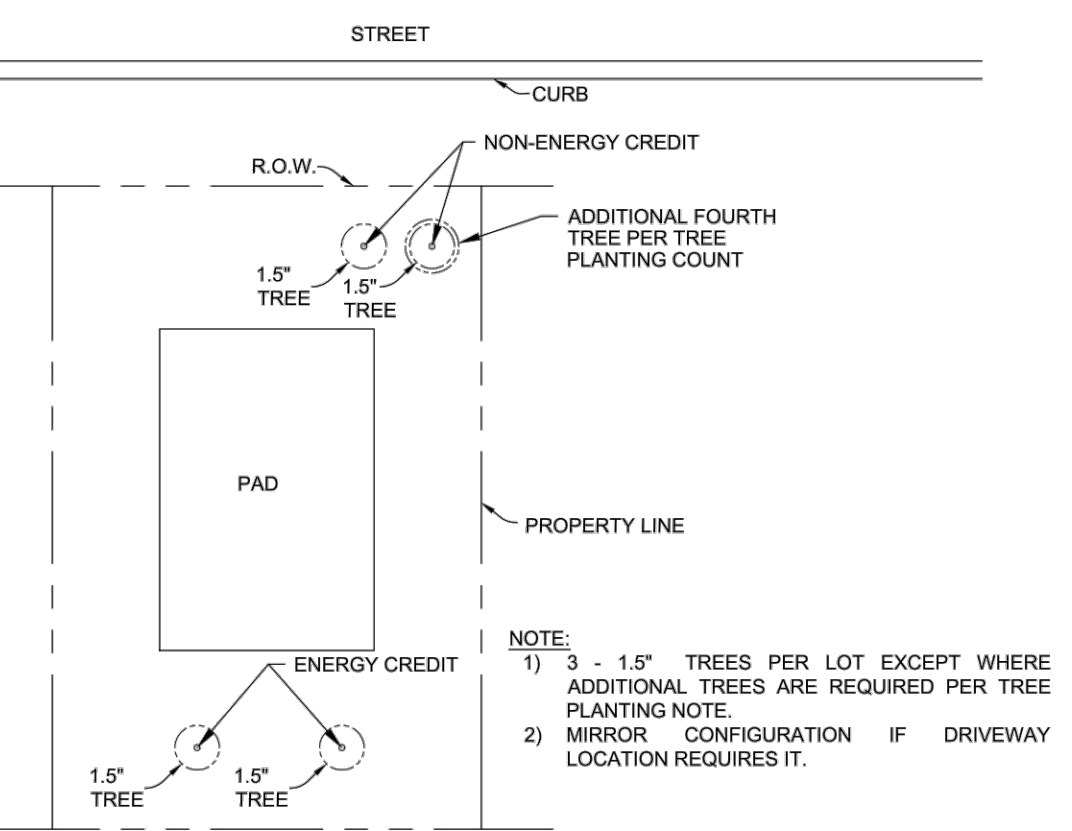 STREET
CURB
NON-ENERGY CREDIT
R.O.W.
ADDITIONAL FOURTH
TREE PER TREE
PLANTING COUNT
1.5"
TREE
1.5"
TREE
PAD
PROPERTY LINE
NOTE:
1) 3 - 1.5" TREES PER LOT EXCEPT WHERE
ADDITIONAL TREES ARE REQUIRED PER TREE
PLANTING NOTE.
2) MIRROR CONFIGURATION IF DRIVEWAY
LOCATION REQUIRES IT.
ENERGY CREDIT
1.5"
TREE
1.5"
TREE